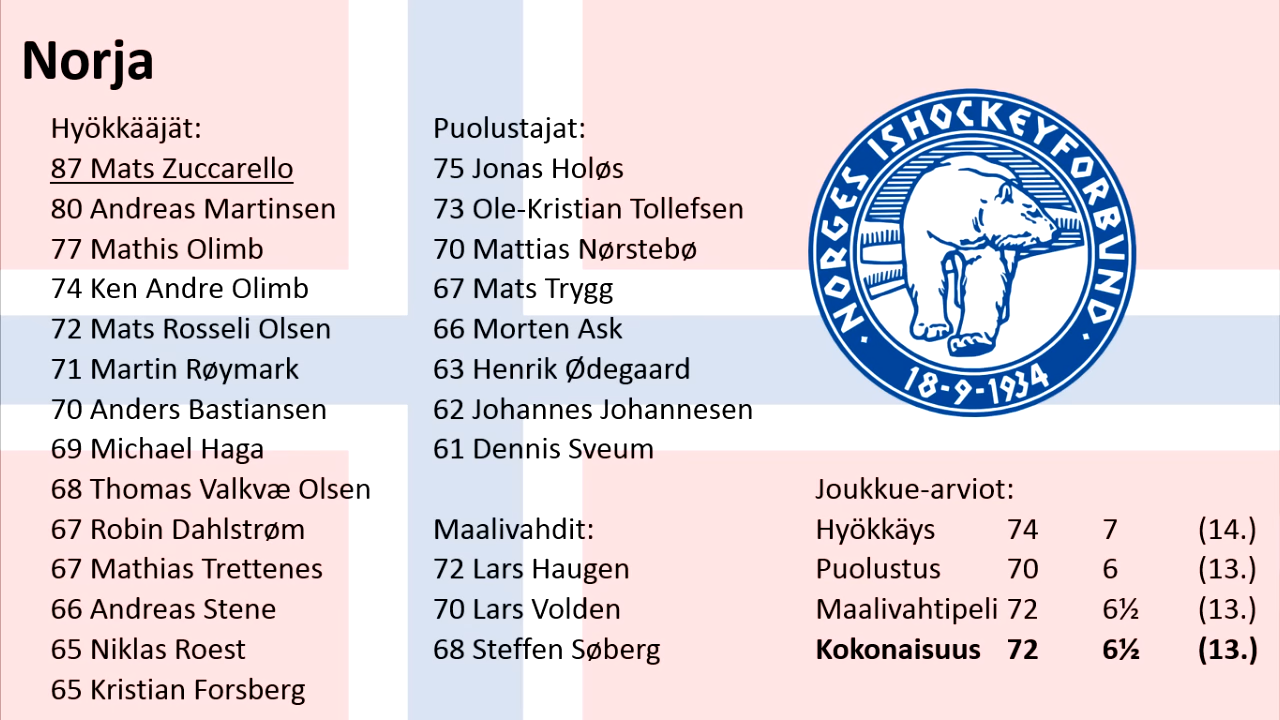 Norja
Hyökkääjät:
87 Mats Zuccarello
80 Andreas Martinsen
77 Mathis Olimb
74 Ken Andre Olimb
72 Mats Rosseli Olsen
71 Martin Røymark
70 Anders Bastiansen
69 Michael Haga
68 Thomas Valkvæ Olsen
67 Robin Dahlstrøm
67 Mathias Trettenes
66 Andreas Stene
65 Niklas Roest
65 Kristian Forsberg
Puolustajat:
75 Jonas Holøs
73 Ole-Kristian Tollefsen
70 Mattias Nørstebø
67 Mats Trygg
66 Morten Ask
63 Henrik Ødegaard
62 Johannes Johannesen
61 Dennis Sveum
Maalivahdit:
72 Lars Haugen
70 Lars Volden
68 Steffen Søberg
NORGES ISHOCKEYFORBUND
18-9-1934
Joukkue-arviot:
Hyökkäys 74 7 (14.)
Puolustus 70 6 (13.)
Maalivahtipeli 72 6½ (13.)
Kokonaisuus 72 6½ (13.)